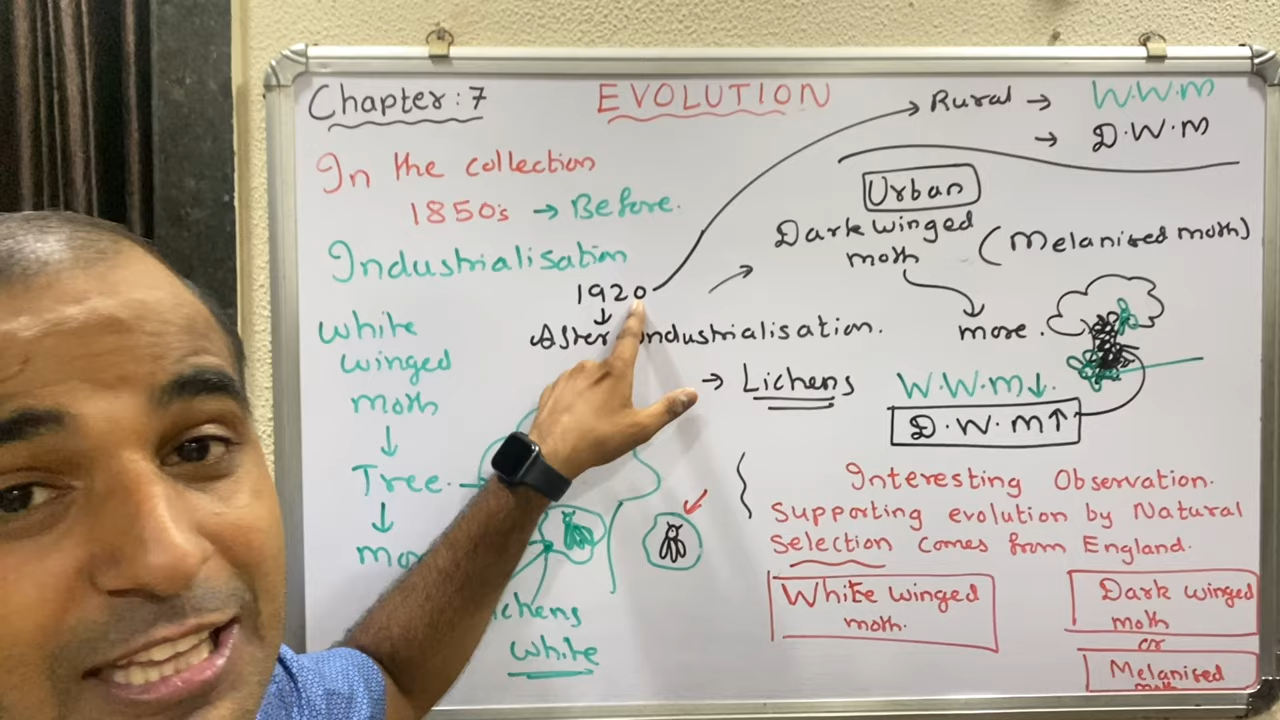 Chapter : 7
EVOLUTION
In the collection
1850's → Before.
Industrialisation
1920
After industrialisation.
White
winged
moth
↓
Tree.
↓
Lichens
White
Rural → W.W.M
→ D.W.M
Urban
Dark winged
moth
(Melanised moth)
more.
→ Lichens
W.W.M↓.
D.W.M↑
Interesting Observation.
Supporting evolution by Natural
Selection comes from England.
White winged
moth.
Dark winged
moth
or
Melanised
moth